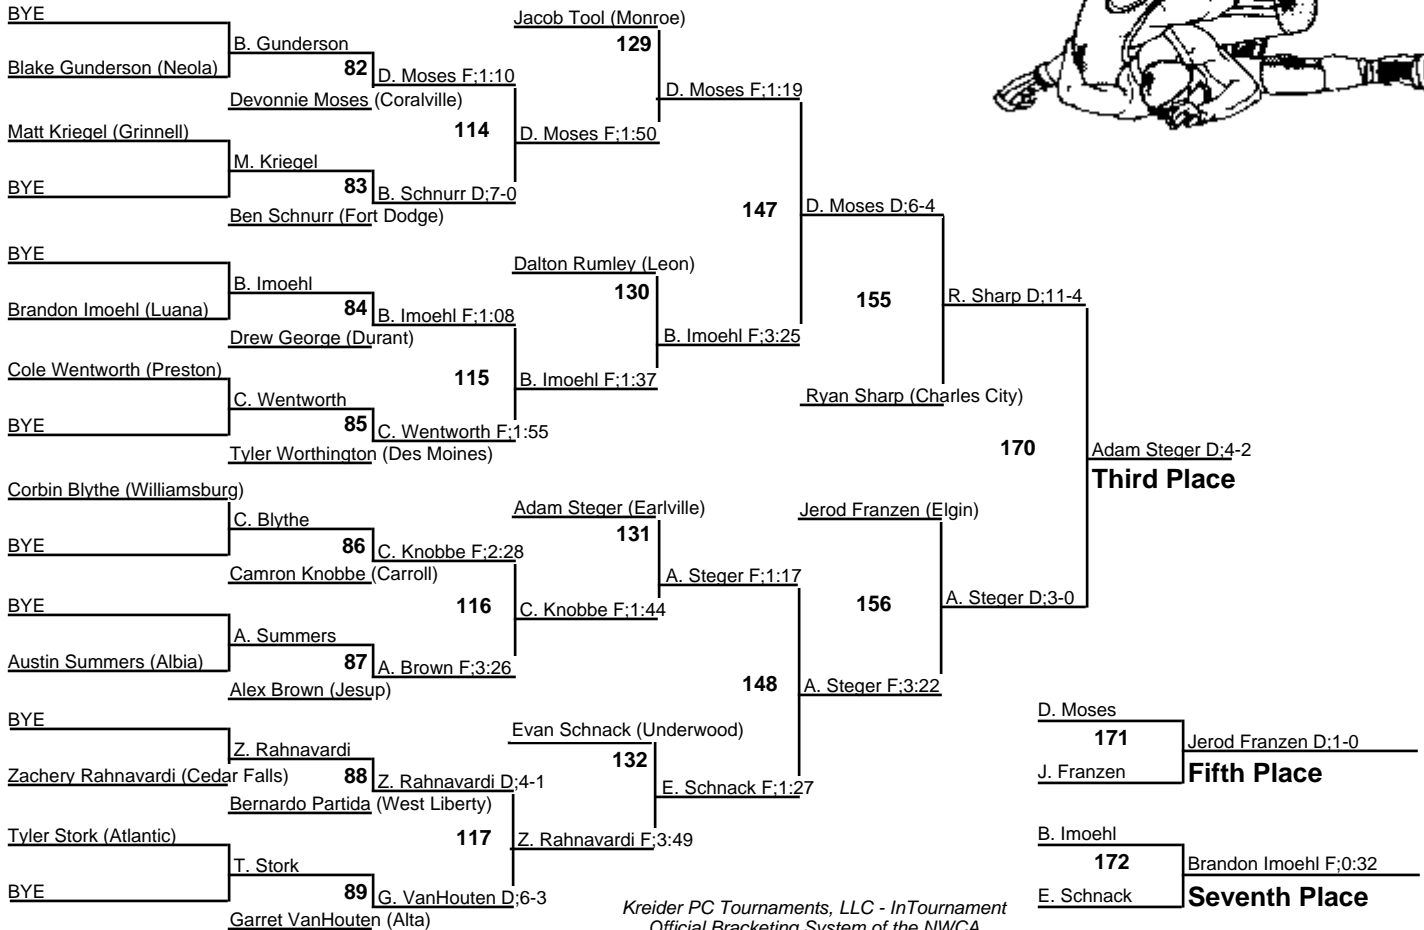 BYE
Jacob Tool (Monroe)
B. Gunderson
129
Blake Gunderson (Neola)
82
D. Moses F;1:10
D. Moses F;1:19
Devonnie Moses (Coralville)
Matt Kriegel (Grinnell)
114
D. Moses F;1:50
M. Kriegel
BYE
83
B. Schnurr D;7-0
Ben Schnurr (Fort Dodge)
147
D. Moses D;6-4
BYE
Dalton Rumley (Leon)
B. Imoehl
130
155
R. Sharp D;11-4
Brandon Imoehl (Luana)
84
B. Imoehl F;1:08
Drew George (Durant)
B. Imoehl F;3:25
Cole Wentworth (Preston)
115
B. Imoehl F;1:37
C. Wentworth
Ryan Sharp (Charles City)
BYE
85
C. Wentworth F;1:55
Tyler Worthington (Des Moines)
170
Adam Steger D;4-2
Third Place
Corbin Blythe (Williamsburg)
C. Blythe
Adam Steger (Earlville)
Jerod Franzen (Elgin)
BYE
86
C. Knobbe F;2:28
131
Camron Knobbe (Carroll)
A. Steger F;1:17
BYE
116
C. Knobbe F;1:44
156
A. Steger D;3-0
A. Summers
Austin Summers (Albia)
87
A. Brown F;3:26
Alex Brown (Jesup)
148
A. Steger F;3:22
BYE
Evan Schnack (Underwood)
D. Moses
Z. Rahnavardi
132
171
Jerod Franzen D;1-0
Zachery Rahnavardi (Cedar Falls)
88
Z. Rahnavardi D;4-1
E. Schnack F;1:27
J. Franzen
Fifth Place
Bernardo Partida (West Liberty)
Tyler Stork (Atlantic)
117
Z. Rahnavardi F;3:49
B. Imoehl
T. Stork
172
Brandon Imoehl F;0:32
BYE
89
G. VanHouten D;6-3
E. Schnack
Seventh Place
Garret VanHouten (Alta)
Kreider PC Tournaments, LLC - InTournament
Official Bracketing System of the NWCA